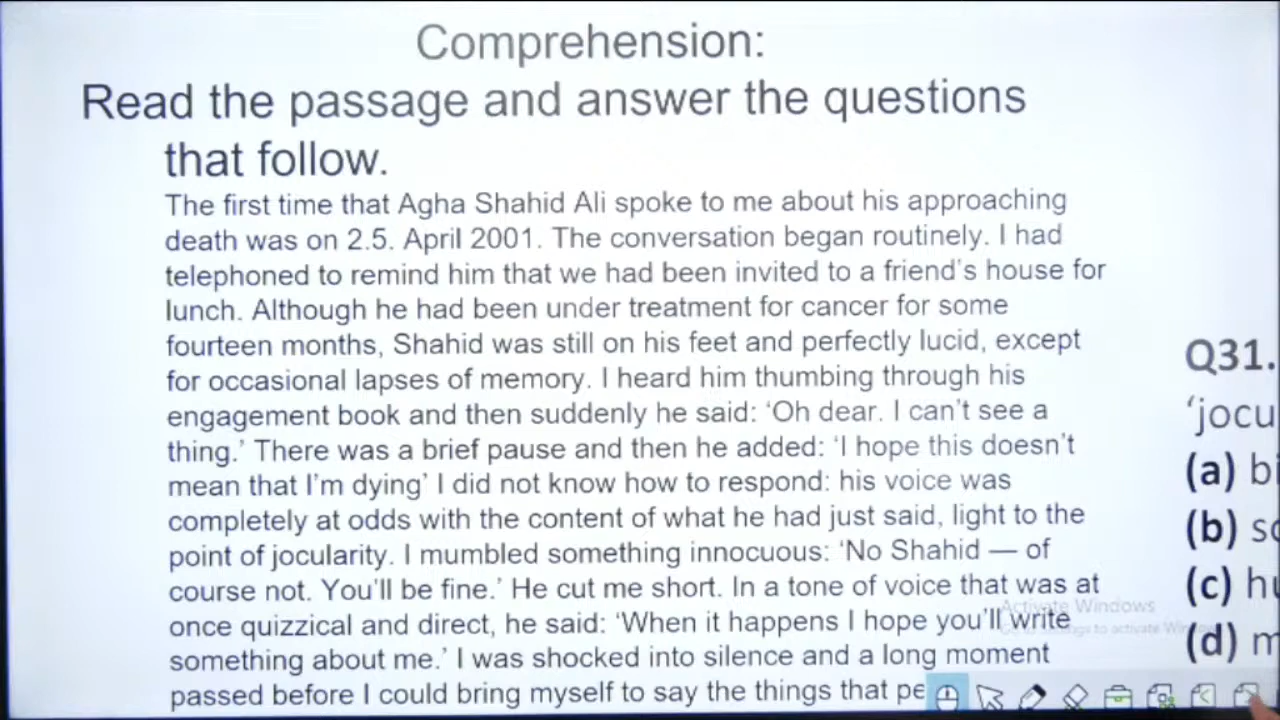 Comprehension:
Read the passage and answer the questions
that follow.
The first time that Agha Shahid Ali spoke to me about his approaching
death was on 2.5. April 2001. The conversation began routinely. I had
telephoned to remind him that we had been invited to a friend's house for
lunch. Although he had been under treatment for cancer for some
fourteen months, Shahid was still on his feet and perfectly lucid, except
for occasional lapses of memory. I heard him thumbing through his
engagement book and then suddenly he said: 'Oh dear. I can't see a
thing.' There was a brief pause and then he added: 'I hope this doesn't
mean that I'm dying' I did not know how to respond: his voice was
completely at odds with the content of what he had just said, light to the
point of jocularity. I mumbled something innocuous: 'No Shahid — of
course not. You'll be fine.' He cut me short. In a tone of voice that was at
once quizzical and direct, he said: 'When it happens I hope you'll write
something about me.' I was shocked into silence and a long moment
passed before I could bring myself to say the things that
Activate Windows
Q31.
(a)
(b)
(c)
(d)